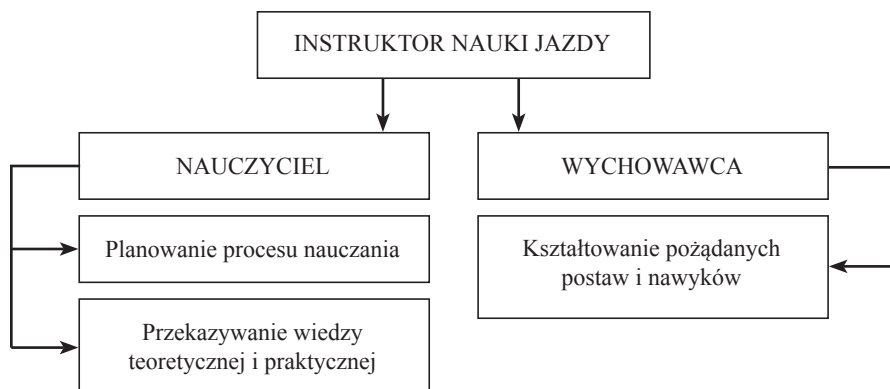 INSTRUKTOR NAUKI JAZDY
NAUCZYCIEL
Planowanie procesu nauczania
Przekazywanie wiedzy
teoretycznej i praktycznej
WYCHOWAWCA
Kształtowanie pożądanych
postaw i nawyków